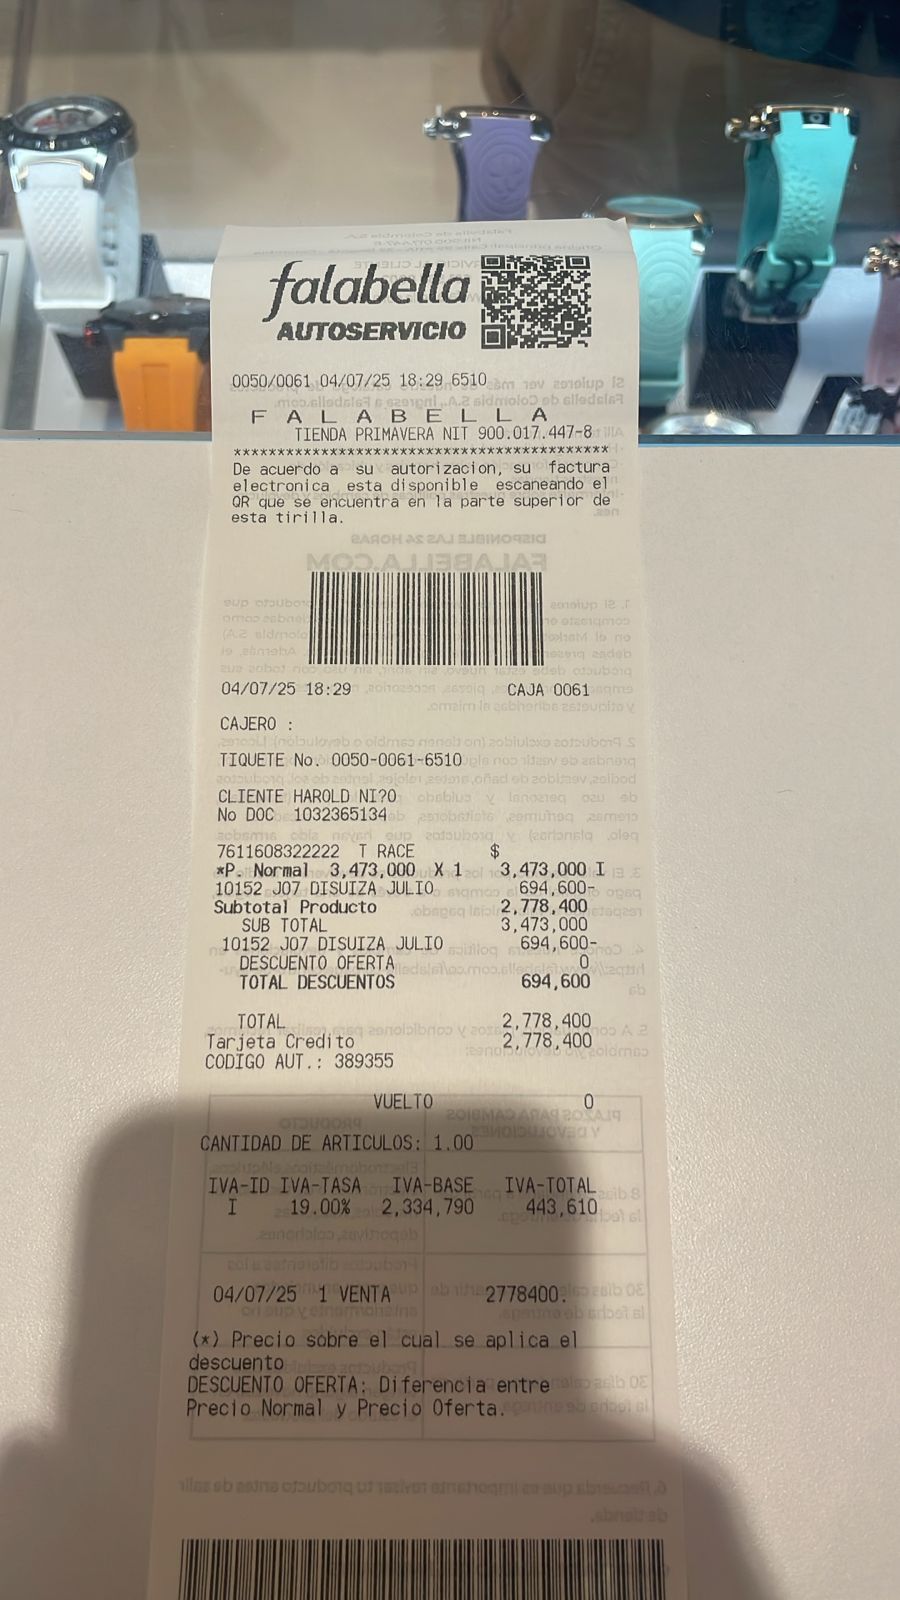 falabella
AUTOSERVICIO
0050/0061 04/07/25 18:29 6510
F A L A B E L L A
TIENDA PRIMAVERA NIT 900.017.447-8
******************************************
De acuerdo a su autorizacion, su factura
electronica esta disponible escaneando el
QR que se encuentra en la parte superior de
esta tirilla.
04/07/25 18:29 CAJA 0061
CAJERO :
TIQUETE No. 0050-0061-6510
CLIENTE HAROLD NI?O
No DOC 1032365134
7611608322222 T RACE $
*P. Normal 3,473,000 X 1 3,473,000 I
10152 J07 DISUIZA JULIO 694,600-
Subtotal Producto 2,778,400
SUB TOTAL 3,473,000
10152 J07 DISUIZA JULIO 694,600-
DESCUENTO OFERTA 0
TOTAL DESCUENTOS 694,600
TOTAL 2,778,400
Tarjeta Credito 2,778,400
CODIGO AUT.: 389355
VUELTO 0
CANTIDAD DE ARTICULOS: 1.00
IVA-ID IVA-TASA IVA-BASE IVA-TOTAL
I 19.00% 2,334,790 443,610
04/07/25 1 VENTA 2778400.
(*) Precio sobre el cual se aplica el
descuento
DESCUENTO OFERTA: Diferencia entre
Precio Normal y Precio Oferta.